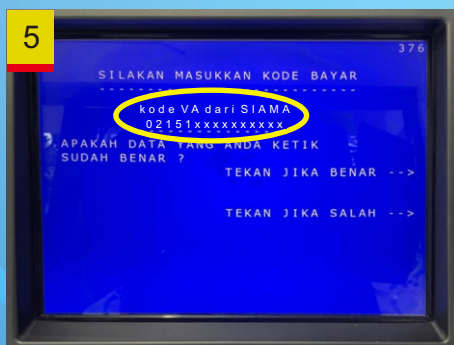 5
376
SILAKAN MASUKKAN KODE BAYAR
kode VA dari SIAMA
02151xxxxxxxxxx
APAKAH DATA YANG ANDA KETIK
SUDAH BENAR ?
TEKAN JIKA BENAR -->
TEKAN JIKA SALAH -->